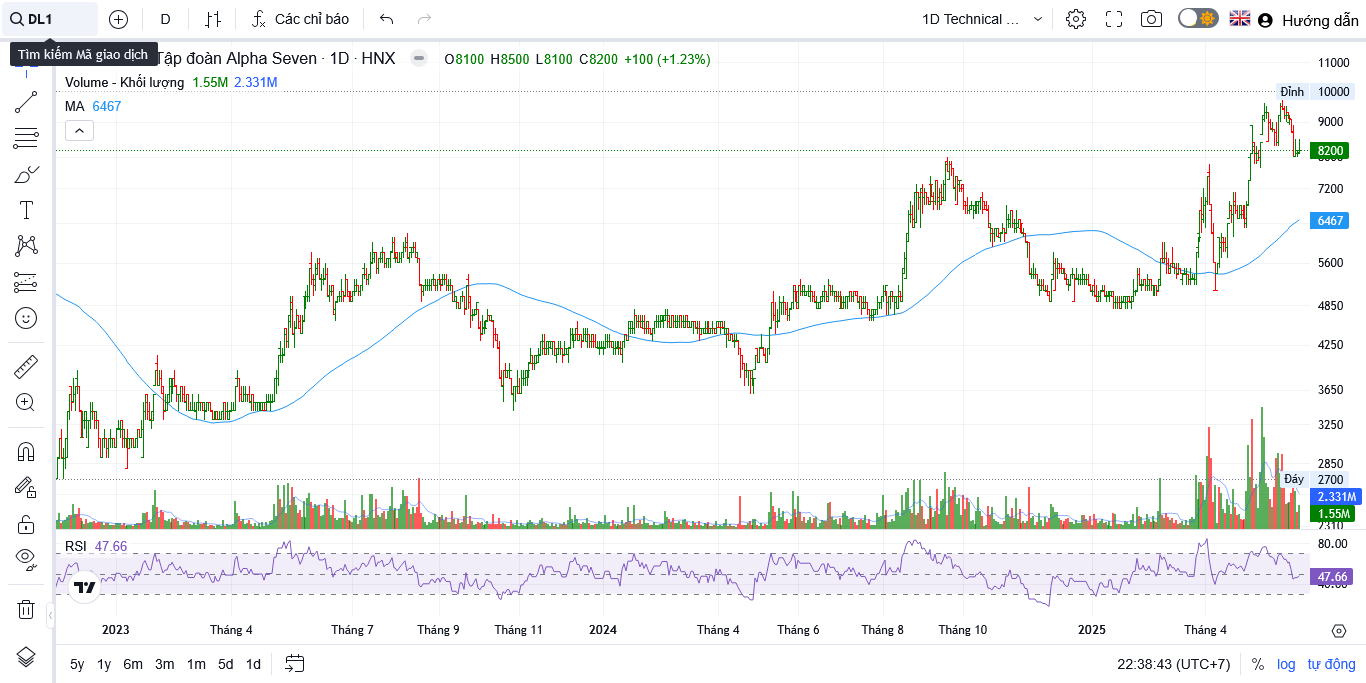 DL1 D Các chỉ báo 1D Technical ... Hướng dẫn
Tìm kiếm Mã giao dịch
Tập đoàn Alpha Seven · 1D · HNX O8100 H8500 L8100 C8200 +100 (+1.23%)
Volume - Khối lượng 1.55M 2.331M
MA 6467
11000
Đỉnh 10000
9000
8200
8000
7200
6467
5600
4850
4250
3650
3250
2850
Đáy 2700
2.331M
1.55M
2310
RSI 47.66
80.00
47.66
40.00
2023 Tháng 4 Tháng 7 Tháng 9 Tháng 11 2024 Tháng 4 Tháng 6 Tháng 8 Tháng 10 2025 Tháng 4
5y 1y 6m 3m 1m 5d 1d 22:38:43 (UTC+7) % log tự động